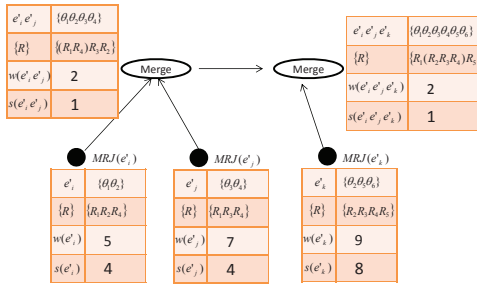 e'ᵢ e'ⱼ {θ₁θ₂θ₃θ₄}
{R} {(R₁R₄)R₃R₂}
w(e'ᵢ e'ⱼ) 2
s(e'ᵢ e'ⱼ) 1
Merge
Merge
e'ᵢ e'ⱼ e'ₖ {θ₁θ₂θ₃θ₄θ₅θ₆}
{R} {R₁(R₂R₃R₄)R₅
w(e'ᵢ e'ⱼ e'ₖ) 2
s(e'ᵢ e'ⱼ e'ₖ) 1
MRJ(e'ᵢ)
e'ᵢ {θ₁θ₂}
{R} {R₁R₂R₄}
w(e'ᵢ) 5
s(e'ᵢ) 4
MRJ(e'ⱼ)
e'ⱼ {θ₃θ₄}
{R} {R₁R₃R₄}
w(e'ⱼ) 7
s(e'ⱼ) 4
MRJ(e'ₖ)
e'ₖ {θ₂θ₅θ₆}
{R} {R₂R₃R₄R₅}
w(e'ₖ) 9
s(e'ₖ) 8